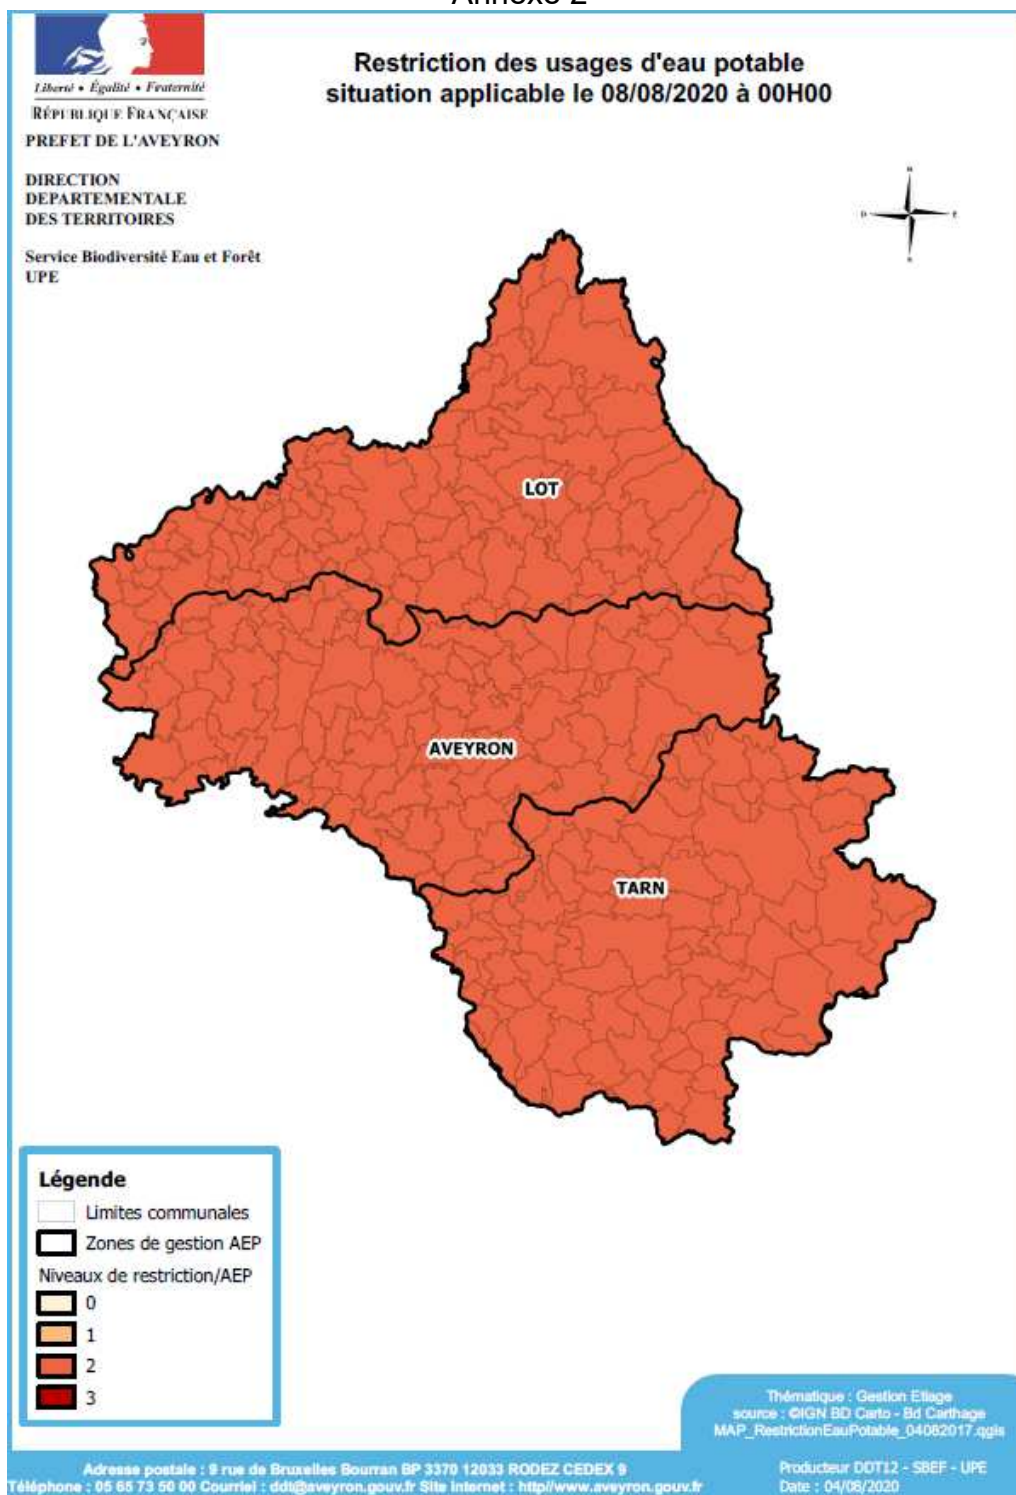 Annexe 2
Liberté • Égalité • Fraternité
RÉPUBLIQUE FRANÇAISE
PREFET DE L'AVEYRON
DIRECTION
DEPARTEMENTALE
DES TERRITOIRES
Service Biodiversité Eau et Forêt
UPE
Restriction des usages d'eau potable
situation applicable le 08/08/2020 à 00H00
N
O
E
S
LOT
AVEYRON
TARN
Légende
Limites communales
Zones de gestion AEP
Niveaux de restriction/AEP
0
1
2
3
Thématique : Gestion Etiage
source : ©IGN BD Carto - Bd Carthage
MAP_RestrictionEauPotable_04082017.qgis
Adresse postale : 9 rue de Bruxelles Bourran BP 3370 12033 RODEZ CEDEX 9
Téléphone : 05 65 73 50 00 Courriel : ddt@aveyron.gouv.fr Site Internet : http//www.aveyron.gouv.fr
Producteur DDT12 - SBEF - UPE
Date : 04/08/2020